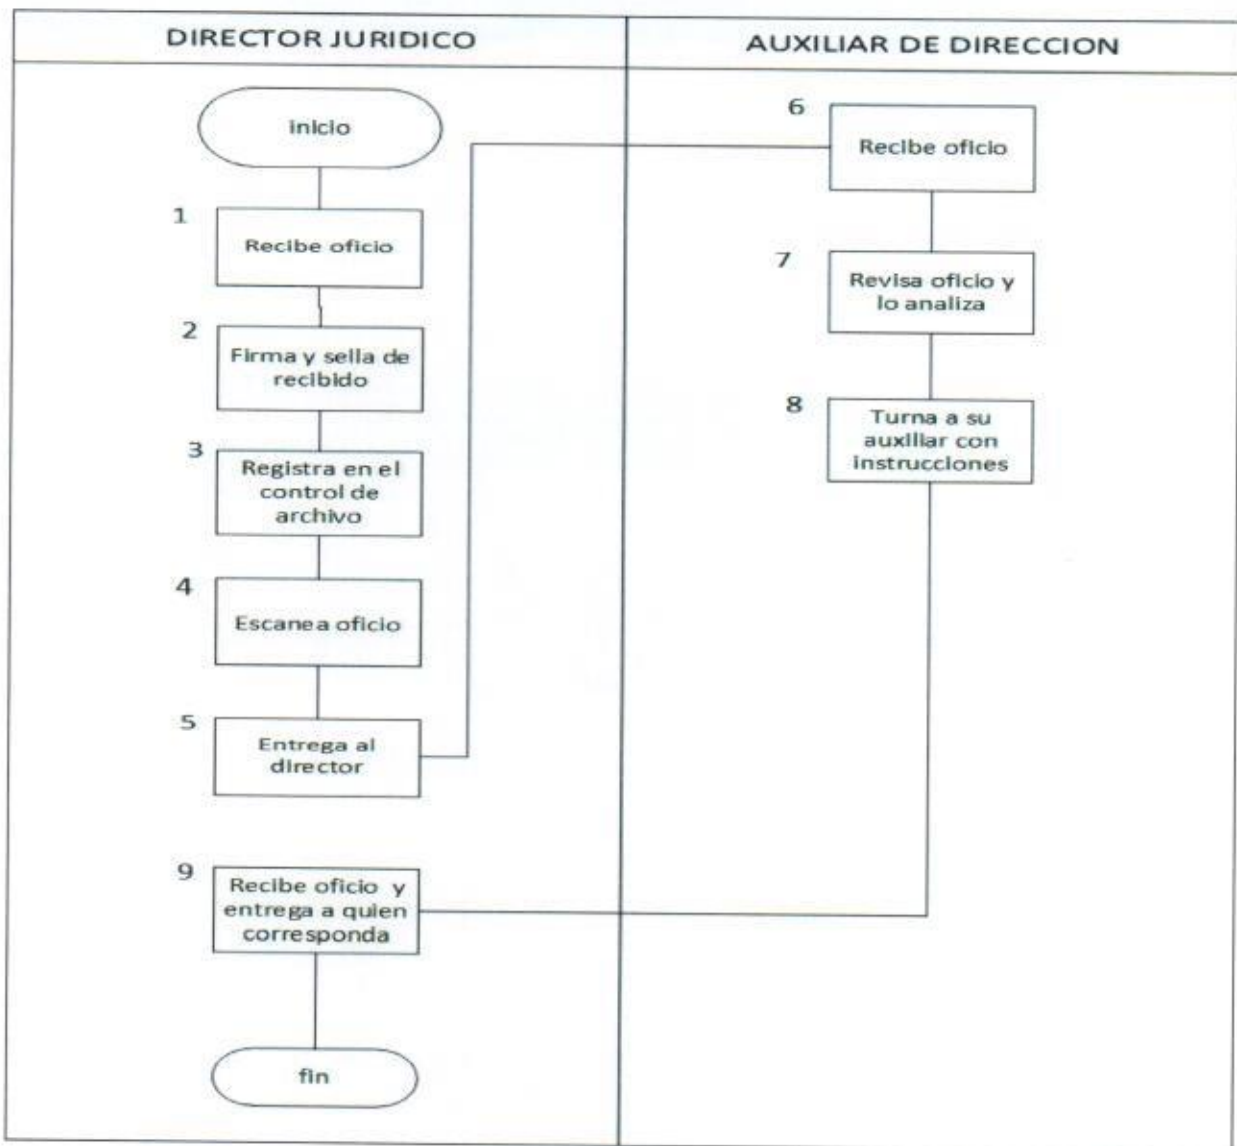 DIRECTOR JURIDICO
AUXILIAR DE DIRECCION
inicio
1
Recibe oficio
2
Firma y sella de
recibido
3
Registra en el
control de
archivo
4
Escanea oficio
5
Entrega al
director
6
Recibe oficio
7
Revisa oficio y
lo analiza
8
Turna a su
auxiliar con
instrucciones
9
Recibe oficio y
entrega a quien
corresponda
fin